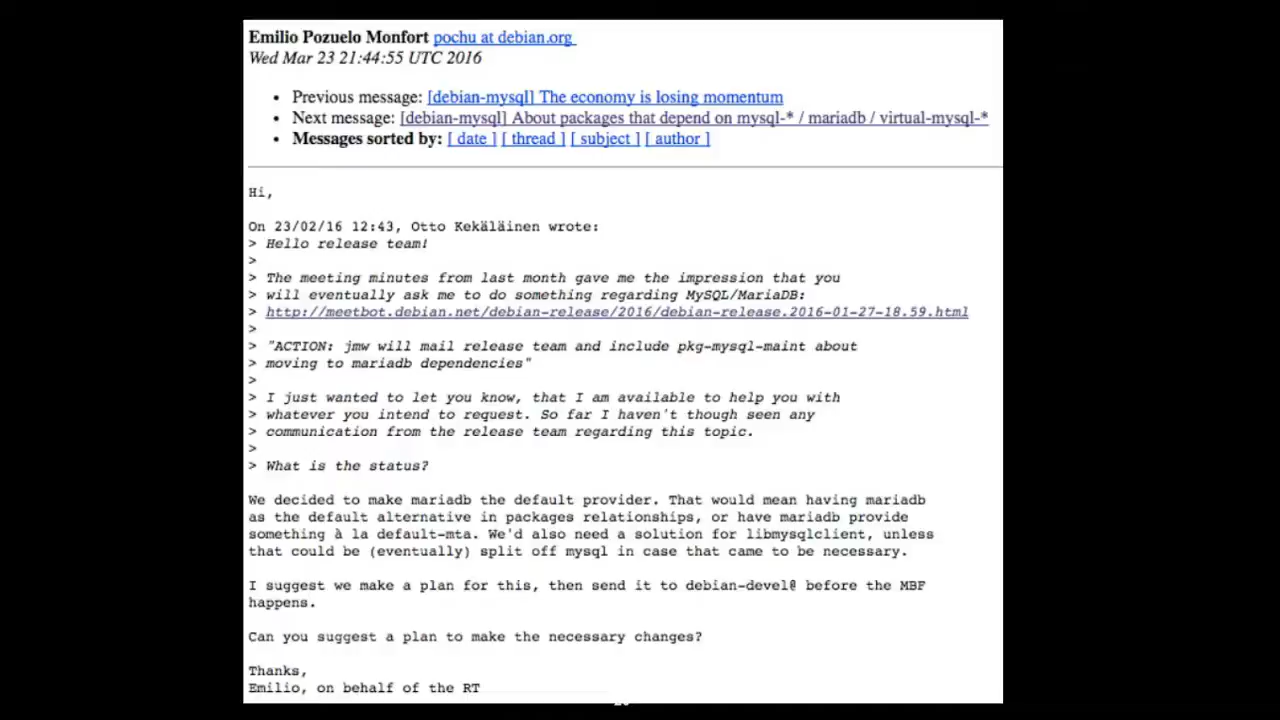 Emilio Pozuelo Monfort pochu at debian.org
Wed Mar 23 21:44:55 UTC 2016
• Previous message: [debian-mysql] The economy is losing momentum
• Next message: [debian-mysql] About packages that depend on mysql-* / mariadb / virtual-mysql-*
• Messages sorted by: [ date ] [ thread ] [ subject ] [ author ]
Hi,
On 23/02/16 12:43, Otto Kekäläinen wrote:
> Hello release team!
>
> The meeting minutes from last month gave me the impression that you
> will eventually ask me to do something regarding MySQL/MariaDB:
> http://meetbot.debian.net/debian-release/2016/debian-release.2016-01-27-18.59.html
>
> "ACTION: jmw will mail release team and include pkg-mysql-maint about
> moving to mariadb dependencies"
>
> I just wanted to let you know, that I am available to help you with
> whatever you intend to request. So far I haven't though seen any
> communication from the release team regarding this topic.
>
> What is the status?
We decided to make mariadb the default provider. That would mean having mariadb
as the default alternative in packages relationships, or have mariadb provide
something à la default-mta. We'd also need a solution for libmysqlclient, unless
that could be (eventually) split off mysql in case that came to be necessary.
I suggest we make a plan for this, then send it to debian-devel@ before the MBF
happens.
Can you suggest a plan to make the necessary changes?
Thanks,
Emilio, on behalf of the RT